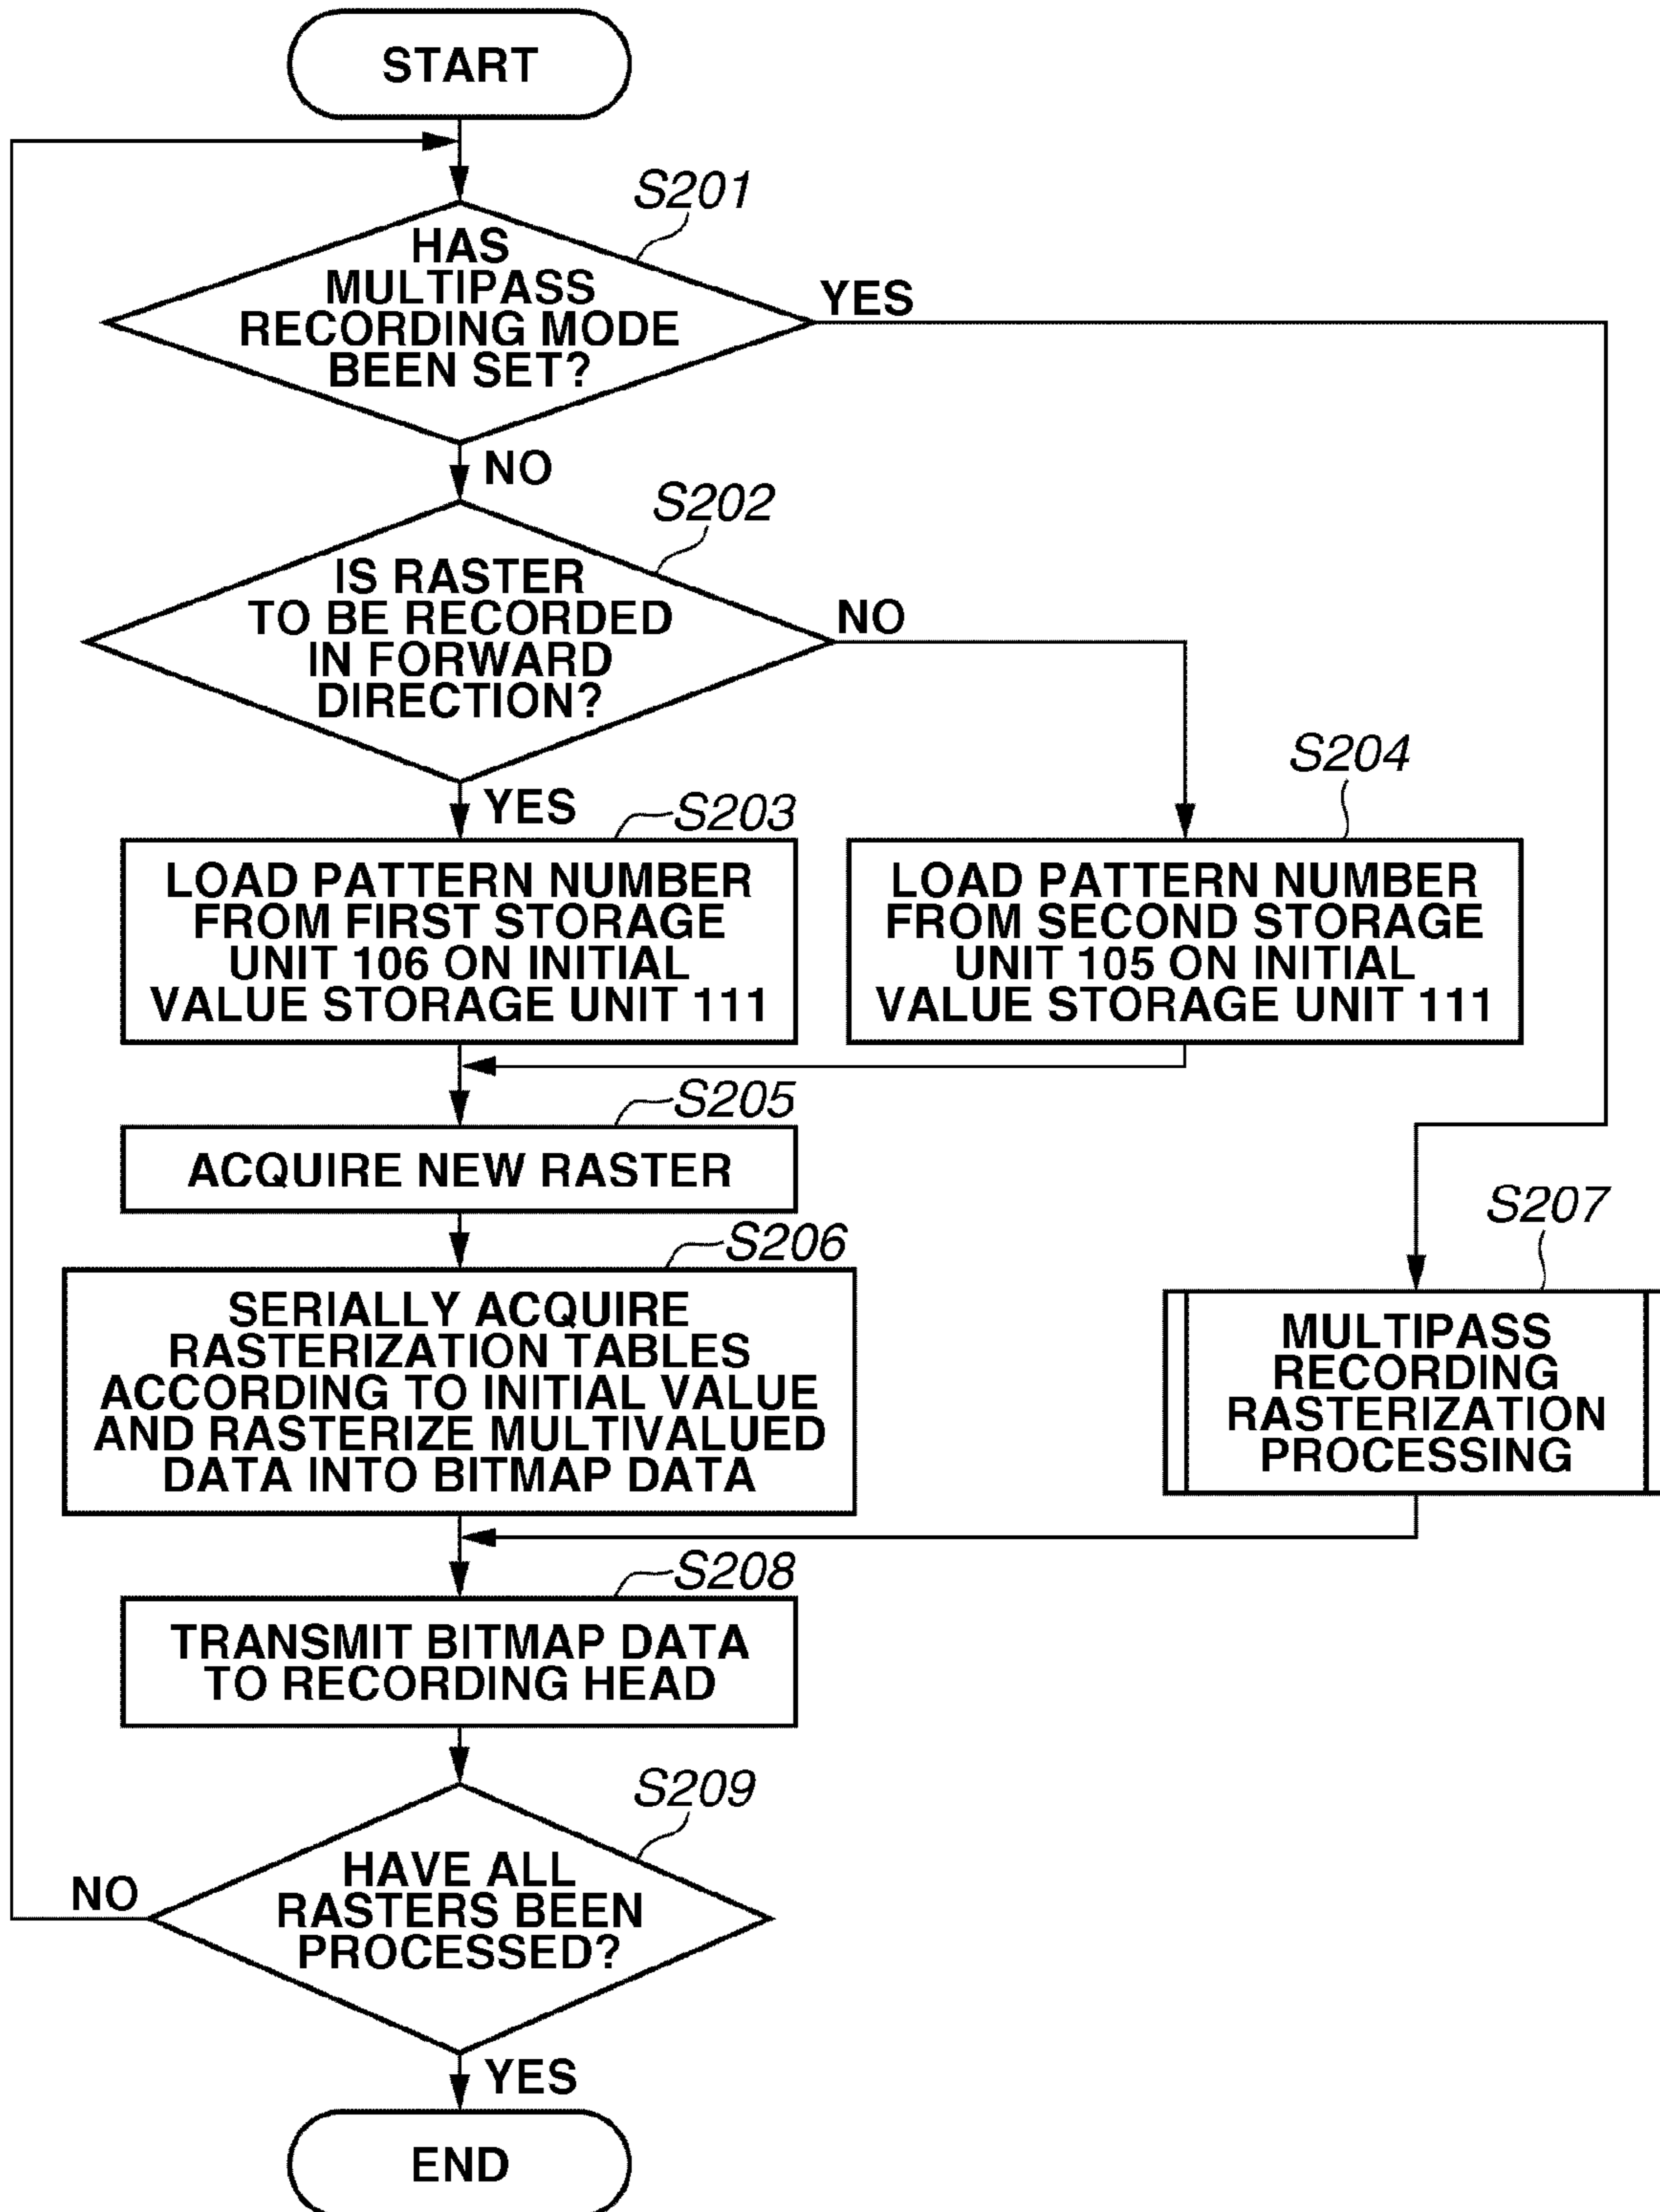 START
S201
HAS
MULTIPASS
RECORDING MODE
BEEN SET?
YES
NO
S202
IS RASTER
TO BE RECORDED
IN FORWARD
DIRECTION?
NO
YES
S203
LOAD PATTERN NUMBER
FROM FIRST STORAGE
UNIT 106 ON INITIAL
VALUE STORAGE UNIT 111
S204
LOAD PATTERN NUMBER
FROM SECOND STORAGE
UNIT 105 ON INITIAL
VALUE STORAGE UNIT 111
S205
ACQUIRE NEW RASTER
S206
SERIALLY ACQUIRE
RASTERIZATION TABLES
ACCORDING TO INITIAL VALUE
AND RASTERIZE MULTIVALUED
DATA INTO BITMAP DATA
S207
MULTIPASS
RECORDING
RASTERIZATION
PROCESSING
S208
TRANSMIT BITMAP DATA
TO RECORDING HEAD
S209
HAVE ALL
RASTERS BEEN
PROCESSED?
NO
YES
END